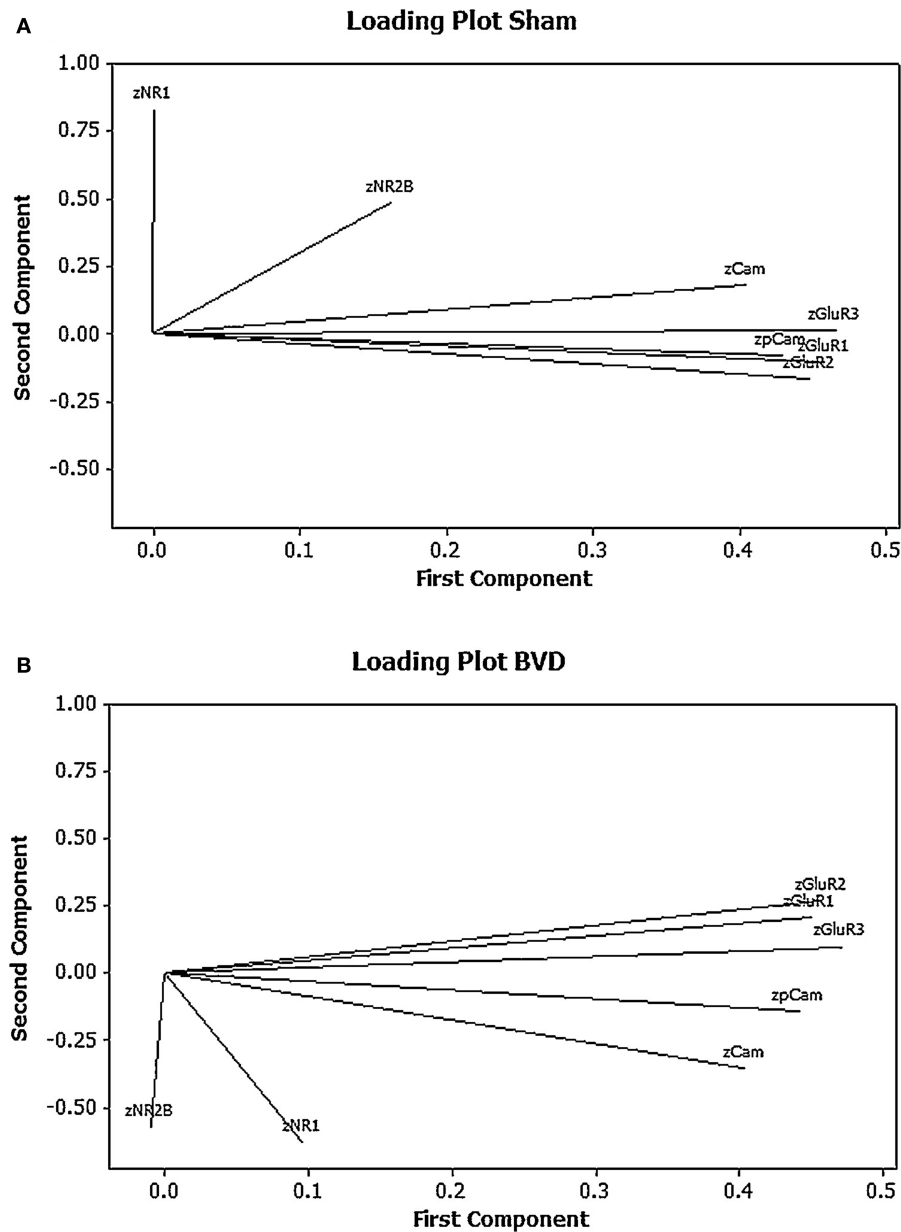 A
Loading Plot Sham
1.00
0.75
0.50
0.25
0.00
-0.25
-0.50
Second Component
zNR1
zNR2B
zCam
zGluR3
zpCam
zGluR1
zGluR2
0.0 0.1 0.2 0.3 0.4 0.5
First Component
B
Loading Plot BVD
1.00
0.75
0.50
0.25
0.00
-0.25
-0.50
Second Component
zGluR2
zGluR1
zGluR3
zpCam
zCam
zNR2B
zNR1
0.0 0.1 0.2 0.3 0.4 0.5
First Component